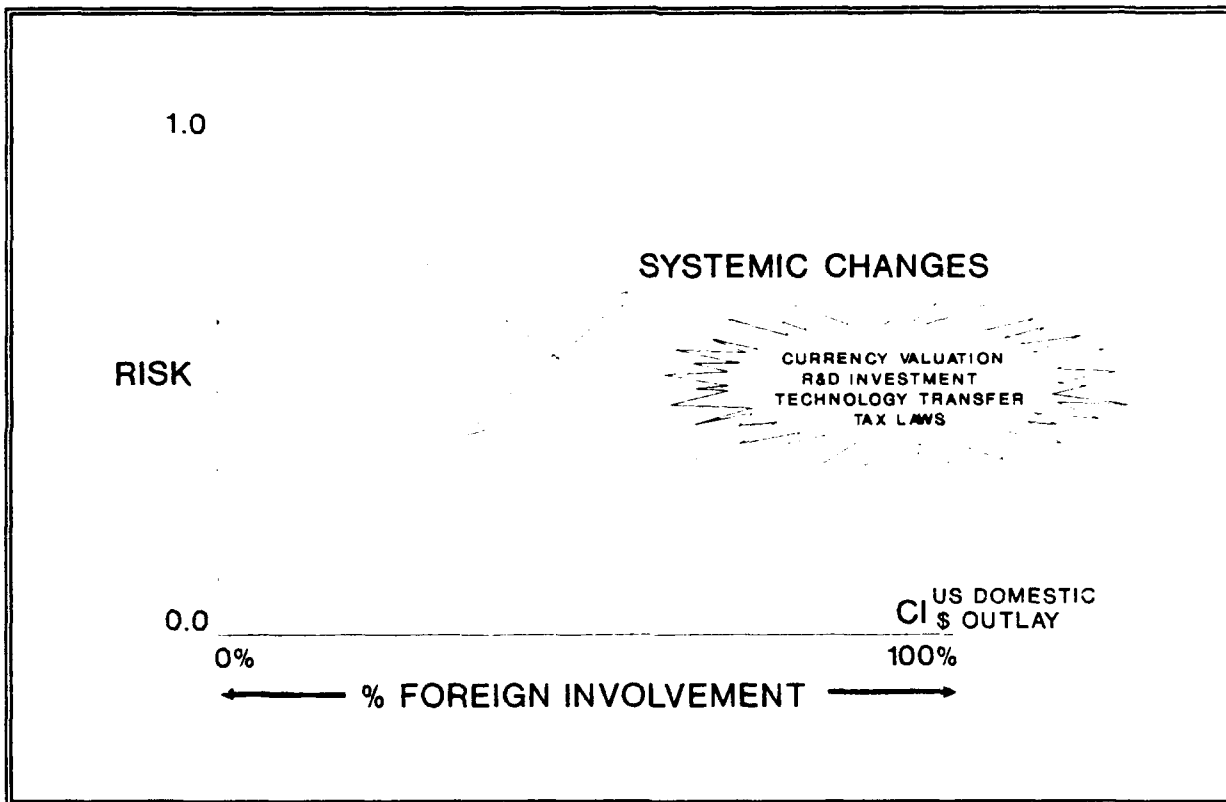 1.0
SYSTEMIC CHANGES
RISK
CURRENCY VALUATION
R&D INVESTMENT
TECHNOLOGY TRANSFER
TAX LAWS
0.0
CI US DOMESTIC
$ OUTLAY
0%
100%
% FOREIGN INVOLVEMENT